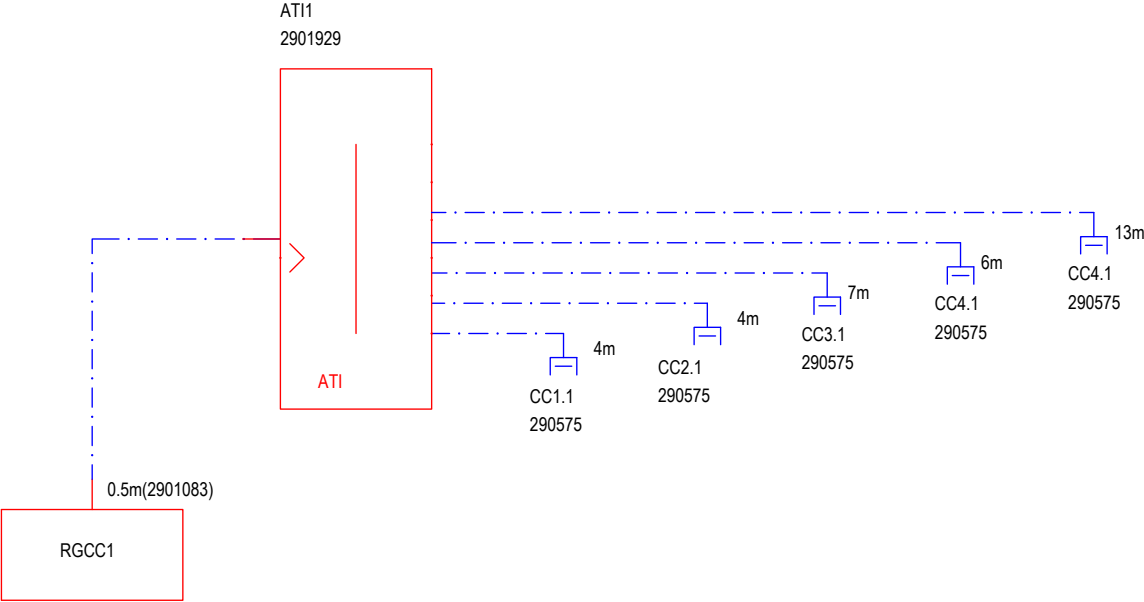 ATI1
2901929
13m
CC4.1
290575
6m
CC4.1
290575
7m
CC3.1
290575
4m
CC2.1
290575
4m
CC1.1
290575
ATI
0.5m(2901083)
RGCC1